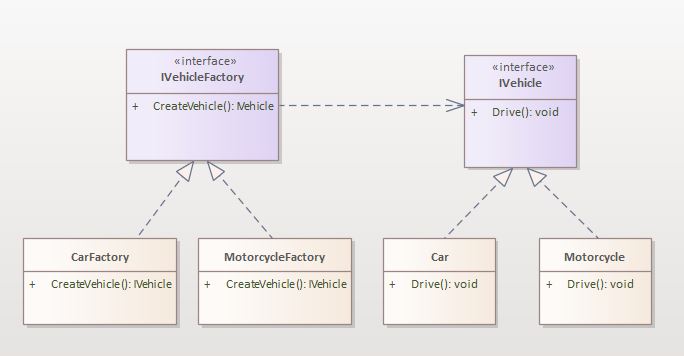 «interface»
IVehicleFactory
+ CreateVehicle(): IVehicle
«interface»
IVehicle
+ Drive(): void
CarFactory
+ CreateVehicle(): IVehicle
MotorcycleFactory
+ CreateVehicle(): IVehicle
Car
+ Drive(): void
Motorcycle
+ Drive(): void